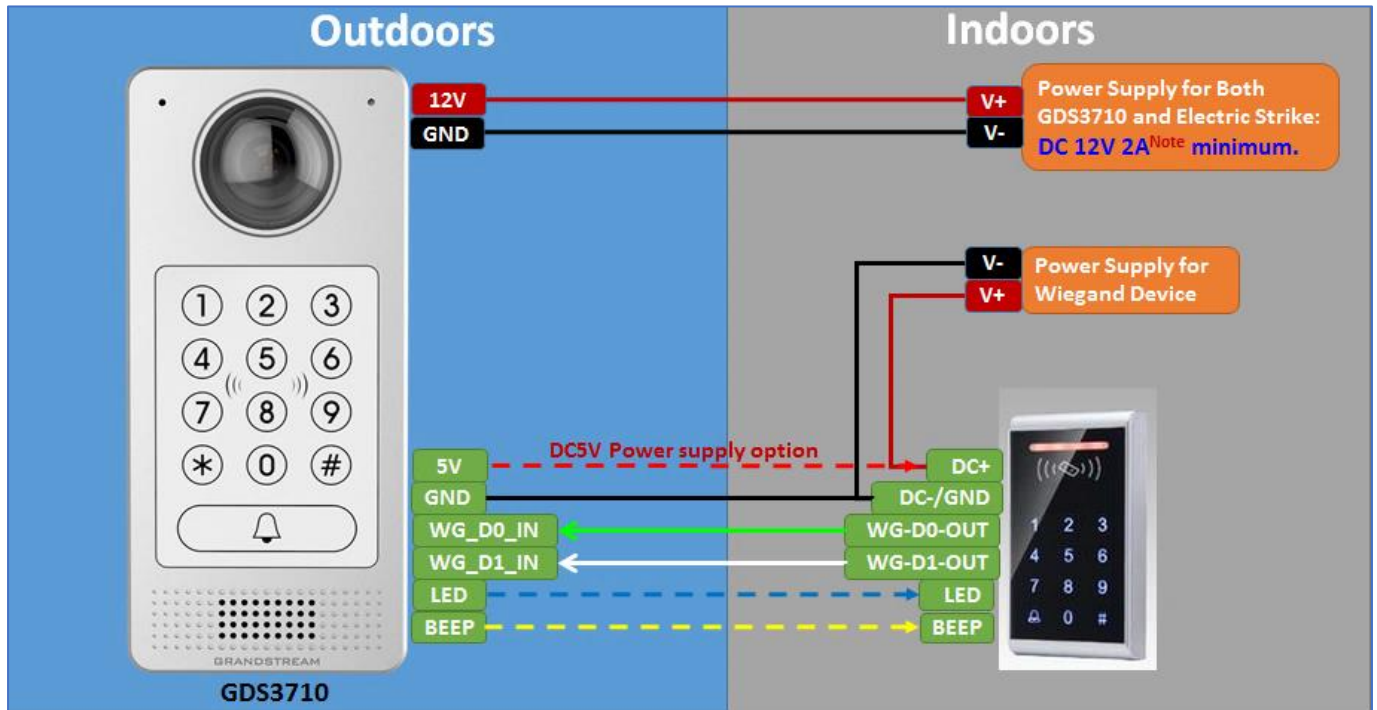 Outdoors
Indoors
12V
GND
V+
V-
Power Supply for Both
GDS3710 and Electric Strike:
DC 12V 2A Note minimum.
V-
V+
Power Supply for
Wiegand Device
1 2 3
4 5 6
7 8 9
* 0 #
GRANDSTREAM
GDS3710
5V
DC5V Power supply option
DC+
GND
DC-/GND
WG_D0_IN
WG-D0-OUT
WG_D1_IN
WG-D1-OUT
LED
LED
BEEP
BEEP
1 2 3
4 5 6
7 8 9
0 #